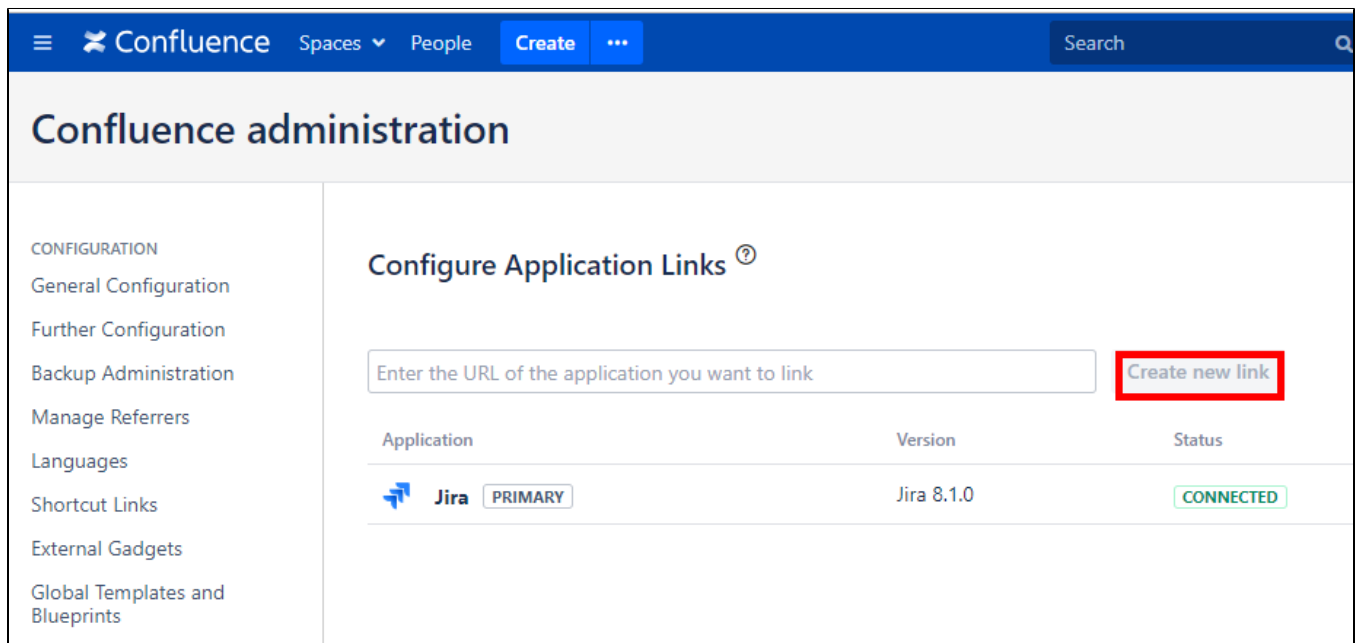 Confluence Spaces People Create ••• Search
Confluence administration
CONFIGURATION
General Configuration
Further Configuration
Backup Administration
Manage Referrers
Languages
Shortcut Links
External Gadgets
Global Templates and
Blueprints
Configure Application Links ?
Enter the URL of the application you want to link Create new link
Application Version Status
Jira PRIMARY Jira 8.1.0 CONNECTED